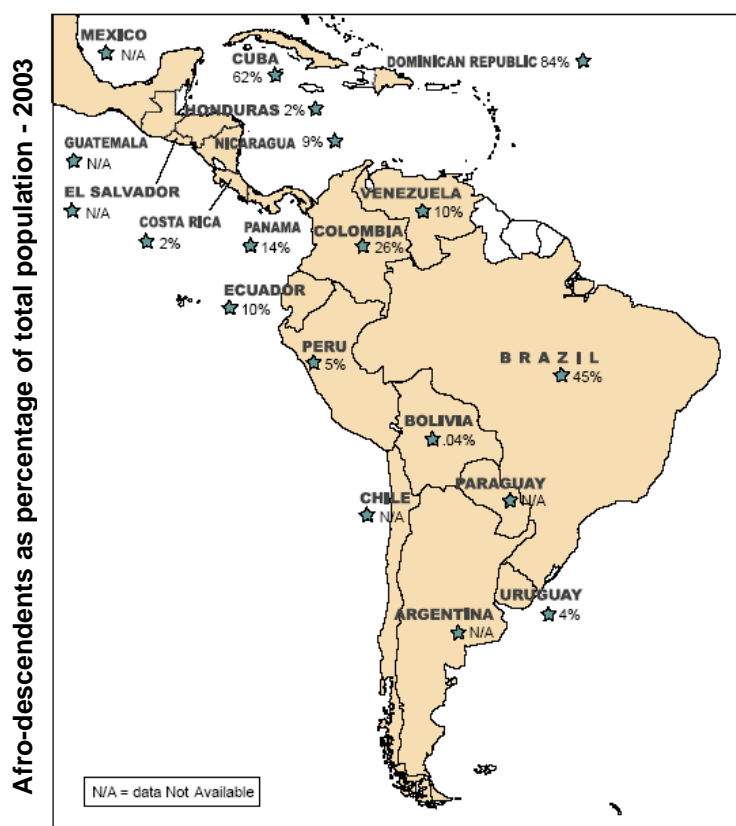 Afro-descendents as percentage of total population - 2003
MEXICO
N/A
CUBA
62%
DOMINICAN REPUBLIC 84%
HONDURAS 2%
GUATEMALA
N/A
NICARAGUA 9%
EL SALVADOR
N/A
VENEZUELA
10%
COSTA RICA
2%
PANAMA
14%
COLOMBIA
26%
ECUADOR
10%
PERU
5%
BRAZIL
45%
BOLIVIA
.04%
PARAGUAY
N/A
CHILE
N/A
URUGUAY
4%
ARGENTINA
N/A
N/A = data Not Available